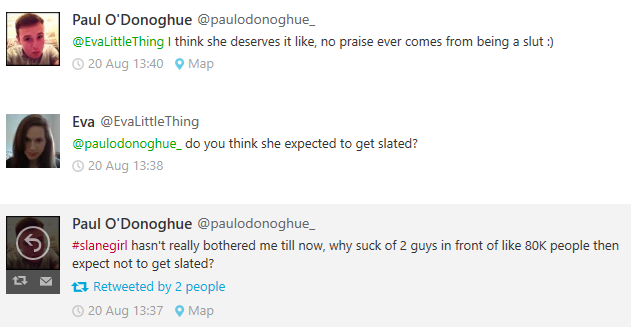 Paul O'Donoghue @paulodonoghue_
@EvaLittleThing I think she deserves it like, no praise ever comes from being a slut :)
20 Aug 13:40 Map
Eva @EvaLittleThing
@paulodonoghue_ do you think she expected to get slated?
20 Aug 13:38
Paul O'Donoghue @paulodonoghue_
#slanegirl hasn't really bothered me till now, why suck of 2 guys in front of like 80K people then
expect not to get slated?
Retweeted by 2 people
20 Aug 13:37 Map